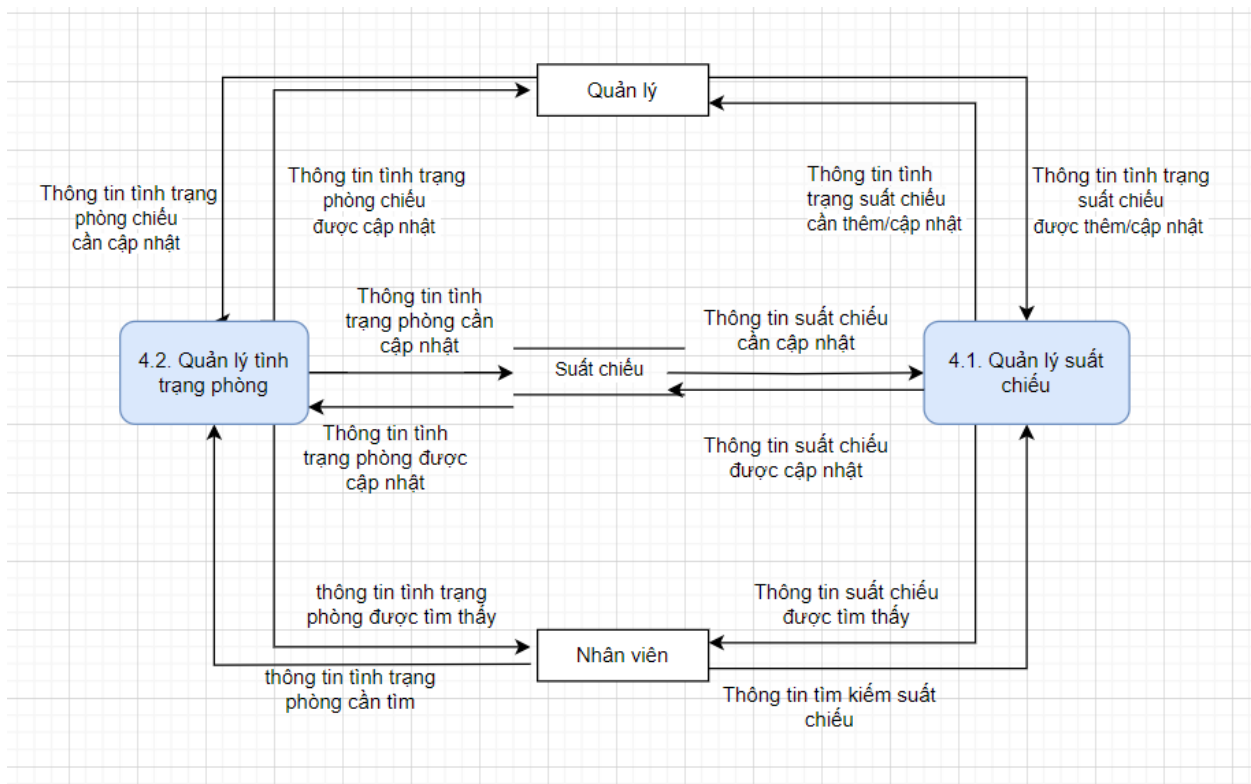 Quản lý
Thông tin tình trạng
phòng chiếu
cần cập nhật
Thông tin tình trạng
phòng chiếu
được cập nhật
Thông tin tình
trạng suất chiếu
cần thêm/cập nhật
Thông tin tình trạng
suất chiếu
được thêm/cập nhật
Thông tin tình
trạng phòng cần
cập nhật
Thông tin suất chiếu
cần cập nhật
4.2. Quản lý tình
trạng phòng
Suất chiếu
4.1. Quản lý suất
chiếu
Thông tin tình
trạng phòng được
cập nhật
Thông tin suất chiếu
được cập nhật
thông tin tình trạng
phòng được tìm thấy
Thông tin suất chiếu
được tìm thấy
Nhân viên
thông tin tình trạng
phòng cần tìm
Thông tin tìm kiếm suất
chiếu